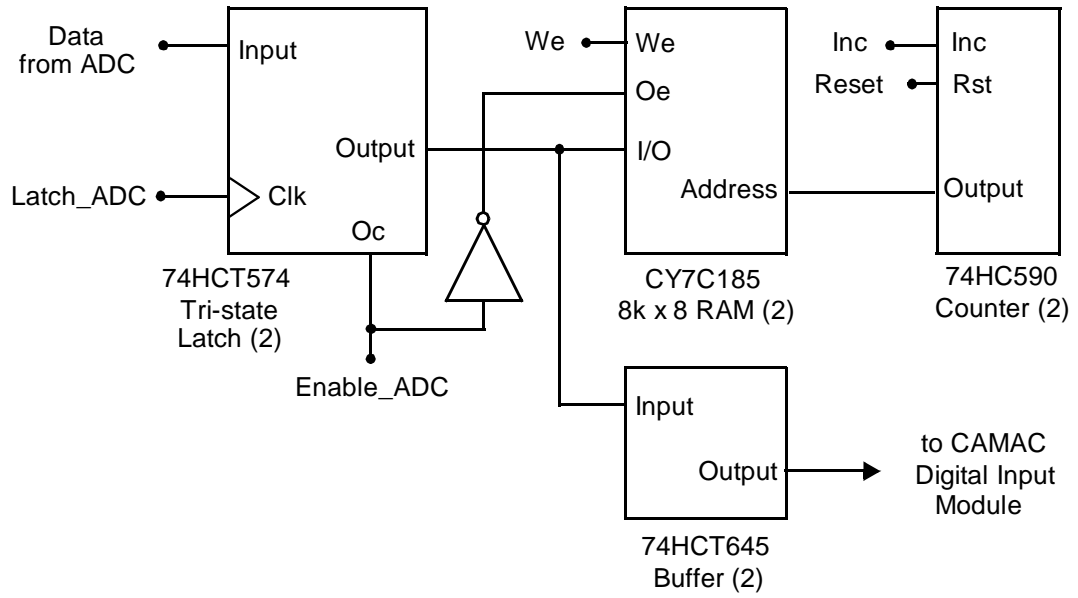 Data
from ADC
Input
Output
Latch_ADC
Clk
Oc
74HCT574
Tri-state
Latch (2)
Enable_ADC
We
We
Oe
I/O
Address
CY7C185
8k x 8 RAM (2)
Inc
Inc
Reset
Rst
Output
74HC590
Counter (2)
Input
Output
74HCT645
Buffer (2)
to CAMAC
Digital Input
Module